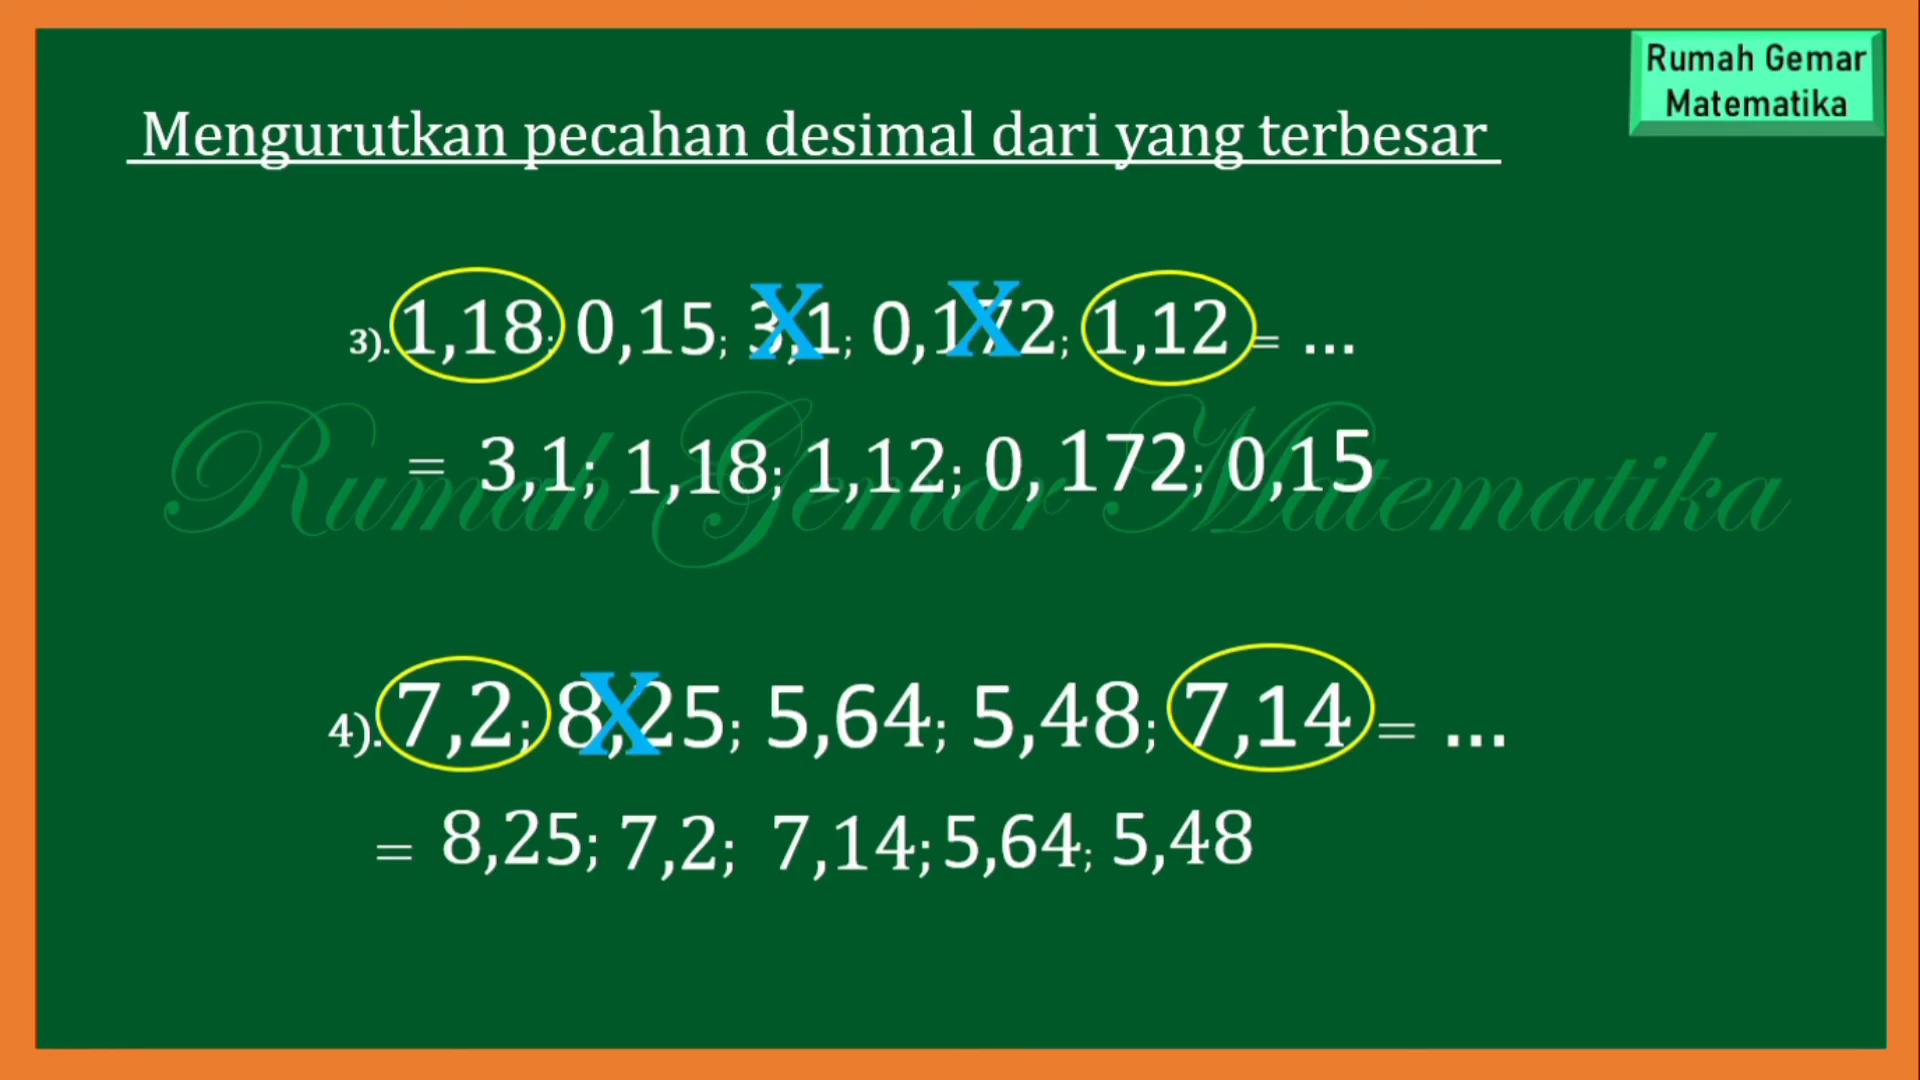 Rumah Gemar
Matematika
Mengurutkan pecahan desimal dari yang terbesar
3). 1,18; 0,15; 3,1; 0,172; 1,12 = ...
= 3,1; 1,18; 1,12; 0, 172; 0,15
Rumah Gemar Matematika
4). 7,2; 8,25; 5,64; 5,48; 7,14 = ...
= 8,25; 7,2; 7,14; 5,64; 5,48